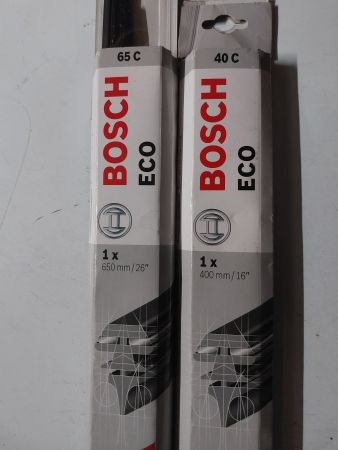 65 C
BOSCH
ECO
1 x
650 mm / 26"
40 C
BOSCH
ECO
1 x
400 mm / 16"